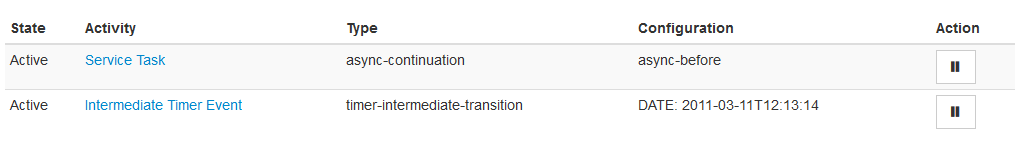 State Activity Type Configuration Action
Active Service Task async-continuation async-before
Active Intermediate Timer Event timer-intermediate-transition DATE: 2011-03-11T12:13:14